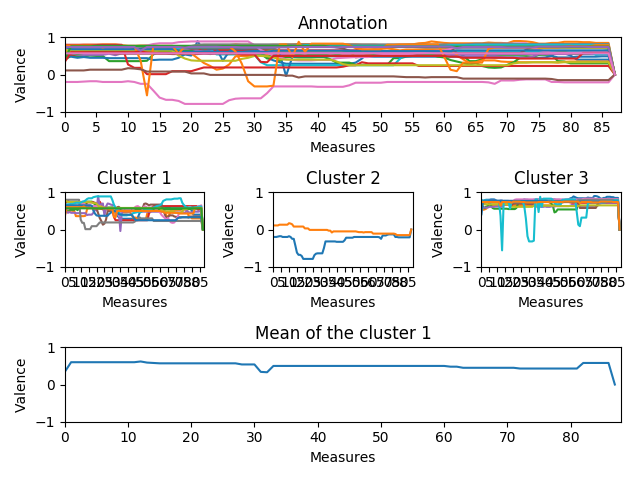 Annotation
1
0
−1
Valence
0 5 10 15 20 25 30 35 40 45 50 55 60 65 70 75 80 85
Measures
Cluster 1 Cluster 2 Cluster 3
1 1 1
0 0 0
−1 −1 −1
Valence Valence Valence
Measures Measures Measures
Mean of the cluster 1
1
0
−1
Valence
0 10 20 30 40 50 60 70 80
Measures